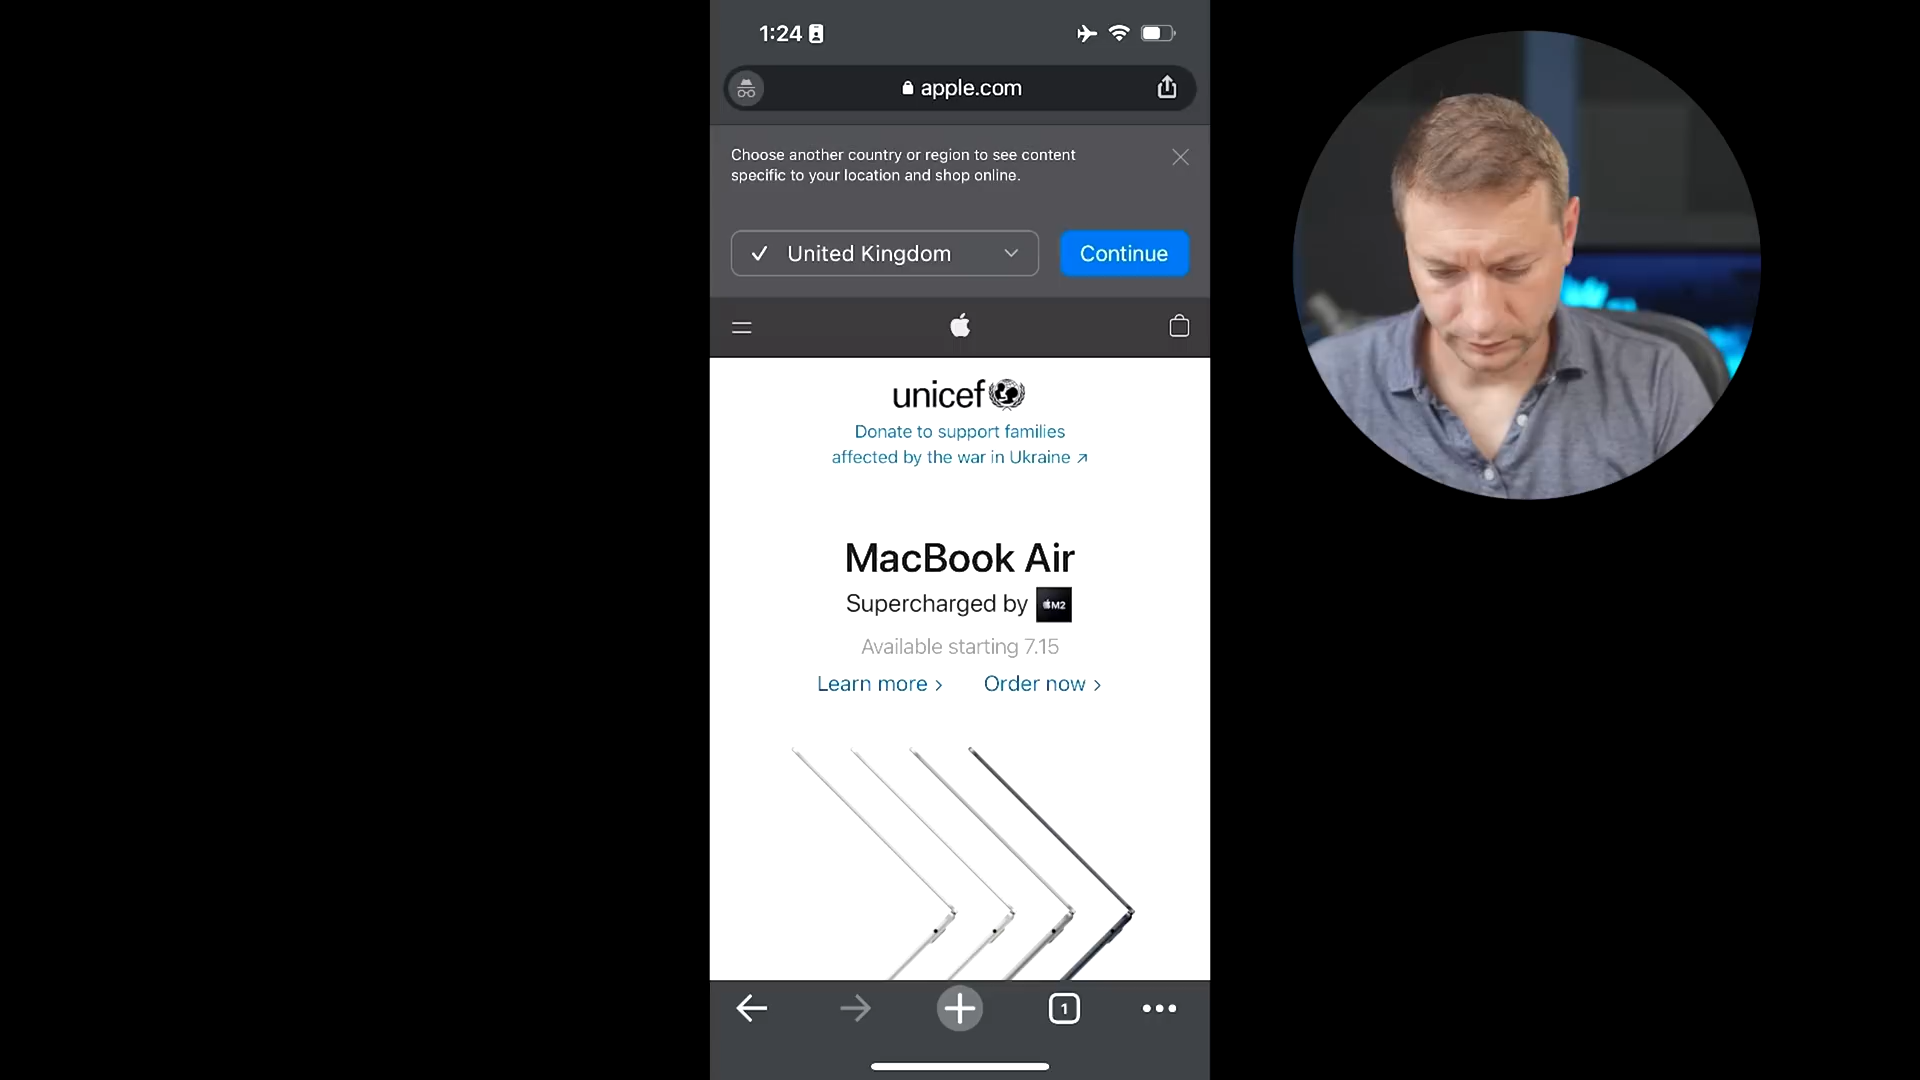 1:24
apple.com
Choose another country or region to see content
specific to your location and shop online.
✓ United Kingdom
Continue
unicef
Donate to support families
affected by the war in Ukraine ↗
MacBook Air
Supercharged by M2
Available starting 7.15
Learn more >
Order now >
1